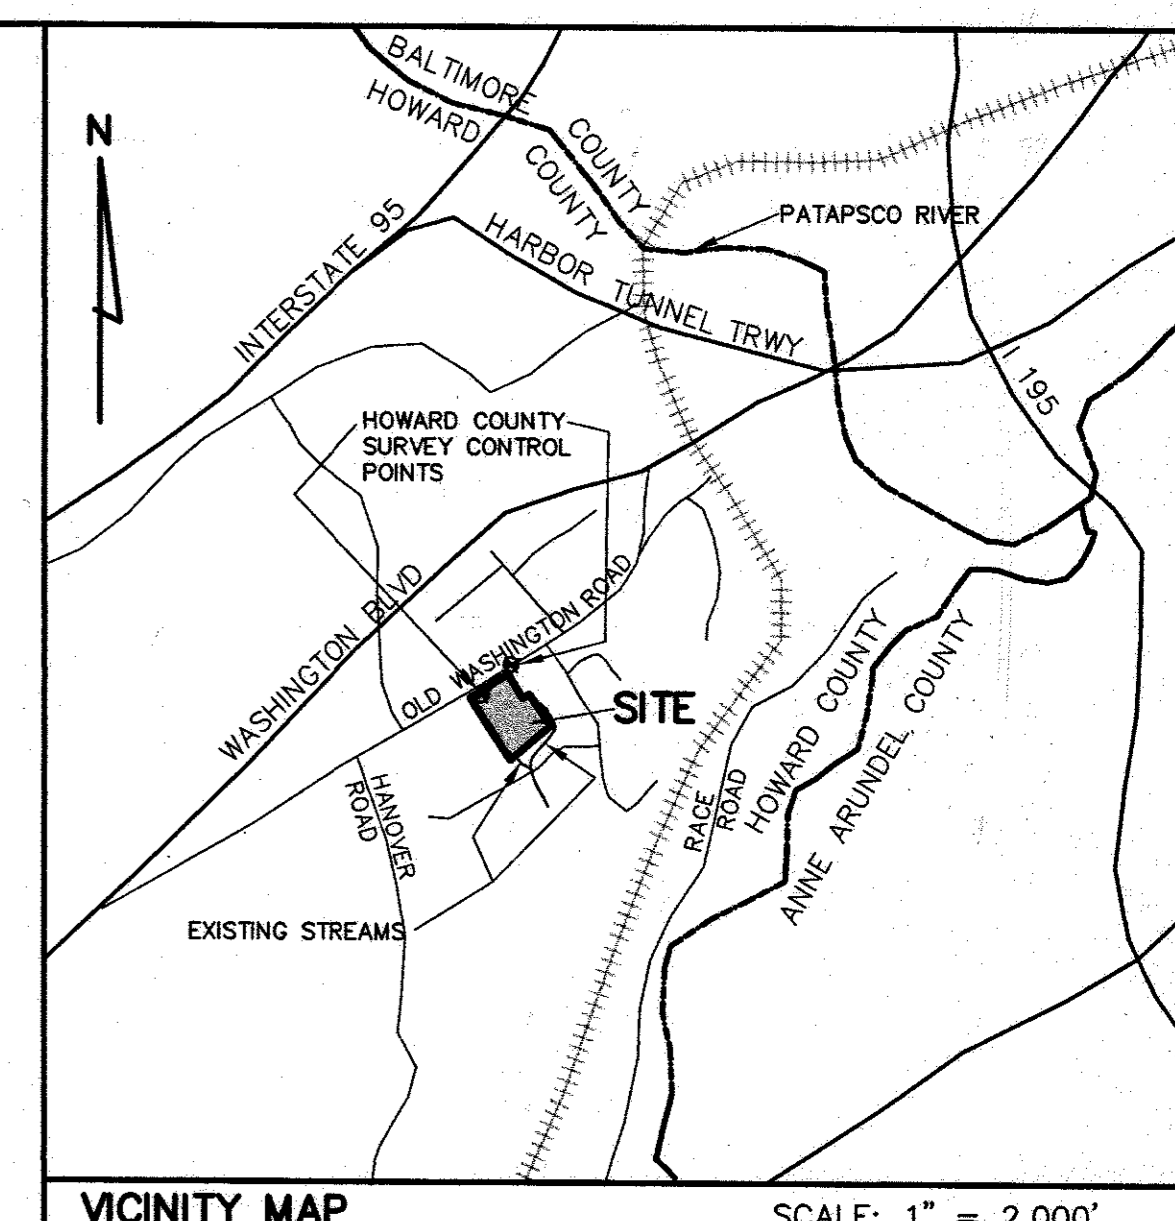 N
BALTIMORE COUNTY
HOWARD COUNTY
PATAPSCO RIVER
INTERSTATE 95
HARBOR TUNNEL TRWY
I 195
HOWARD COUNTY
SURVEY CONTROL
POINTS
WASHINGTON BLVD
OLD WASHINGTON ROAD
SITE
HANOVER
ROAD
RACE
ROAD
HOWARD COUNTY
ANNE ARUNDEL COUNTY
EXISTING STREAMS
VICINITY MAP
SCALE: 1" = 2,000'